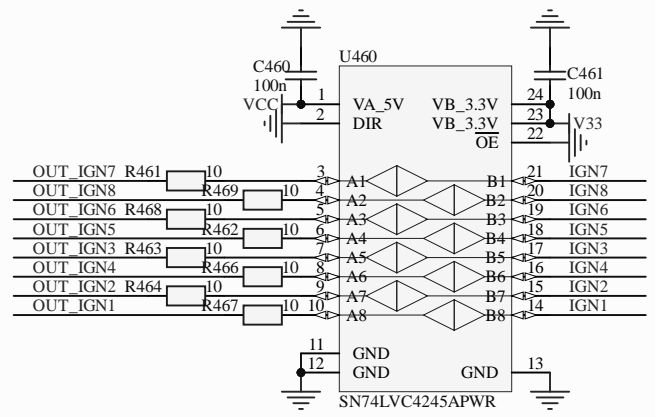 U460
C460
100n
C461
100n
VCC 1 VA_5V VB_3.3V 24
2 DIR VB_3.3V 23 V33
OE 22
OUT_IGN7 R461 10 3 A1 B1 21 IGN7
OUT_IGN8 R469 10 4 A2 B2 20 IGN8
OUT_IGN6 R468 10 5 A3 B3 19 IGN6
OUT_IGN5 R462 10 6 A4 B4 18 IGN5
OUT_IGN3 R463 10 7 A5 B5 17 IGN3
OUT_IGN4 R466 10 8 A6 B6 16 IGN4
OUT_IGN2 R464 10 9 A7 B7 15 IGN2
OUT_IGN1 R467 10 10 A8 B8 14 IGN1
11 GND
12 GND GND 13
SN74LVC4245APWR